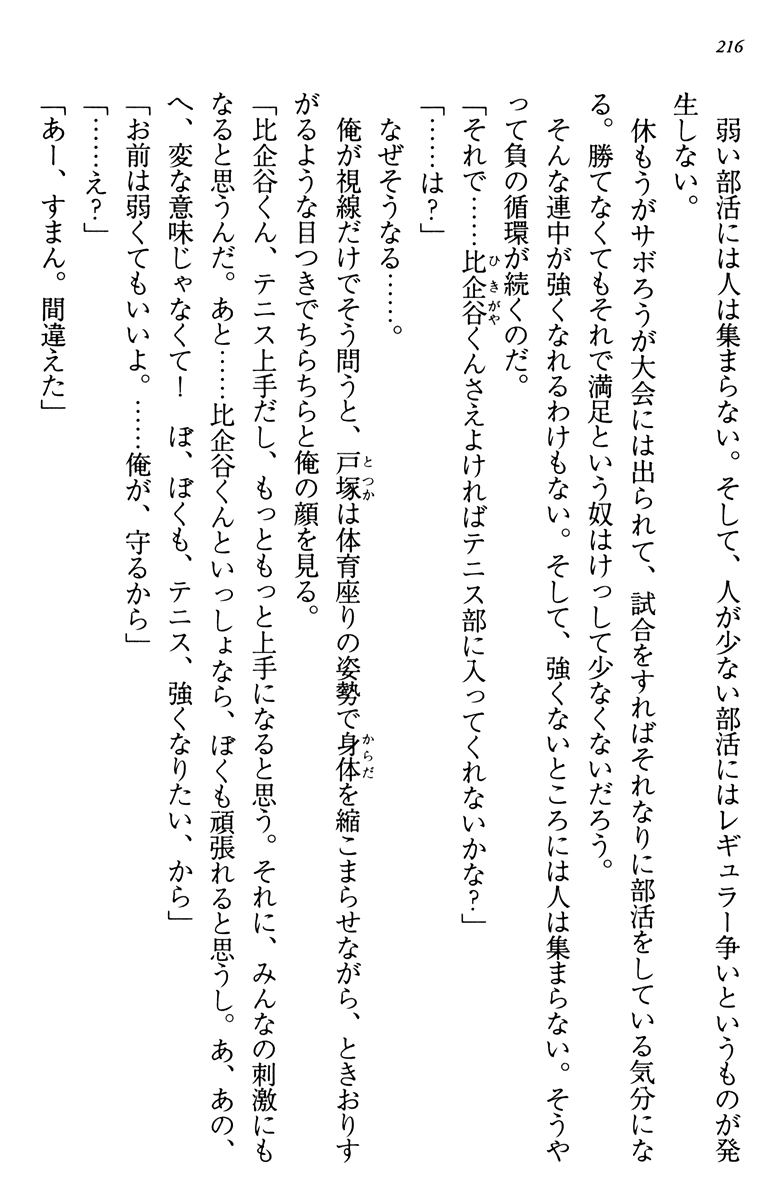 216
弱い部活には人は集まらない。そして、人が少ない部活にはレギュラー争いというものが発
生しない。
休もうがサボろうが大会には出られて、試合をすればそれなりに部活をしている気分にな
る。勝てなくてもそれで満足という奴はけっして少なくないだろう。
そんな連中が強くなれるわけもない。そして、強くないところには人は集まらない。そうや
って負の循環が続くのだ。
「それで……比企谷くんさえよければテニス部に入ってくれないかな?」
「……は?」
なぜそうなる……。
俺が視線だけでそう問うと、戸塚は体育座りの姿勢で身体を縮こまらせながら、ときおりす
がるような目つきでちらちらと俺の顔を見る。
「比企谷くん、テニス上手だし、もっともっと上手になると思う。それに、みんなの刺激にも
なると思うんだ。あと……比企谷くんといっしょなら、ぼくも頑張れると思うし。あ、あの、
へ、変な意味じゃなくて! ぼ、ぼくも、テニス、強くなりたい、から」
「お前は弱くてもいいよ。……俺が、守るから」
「……え?」
「あー、すまん。間違えた」